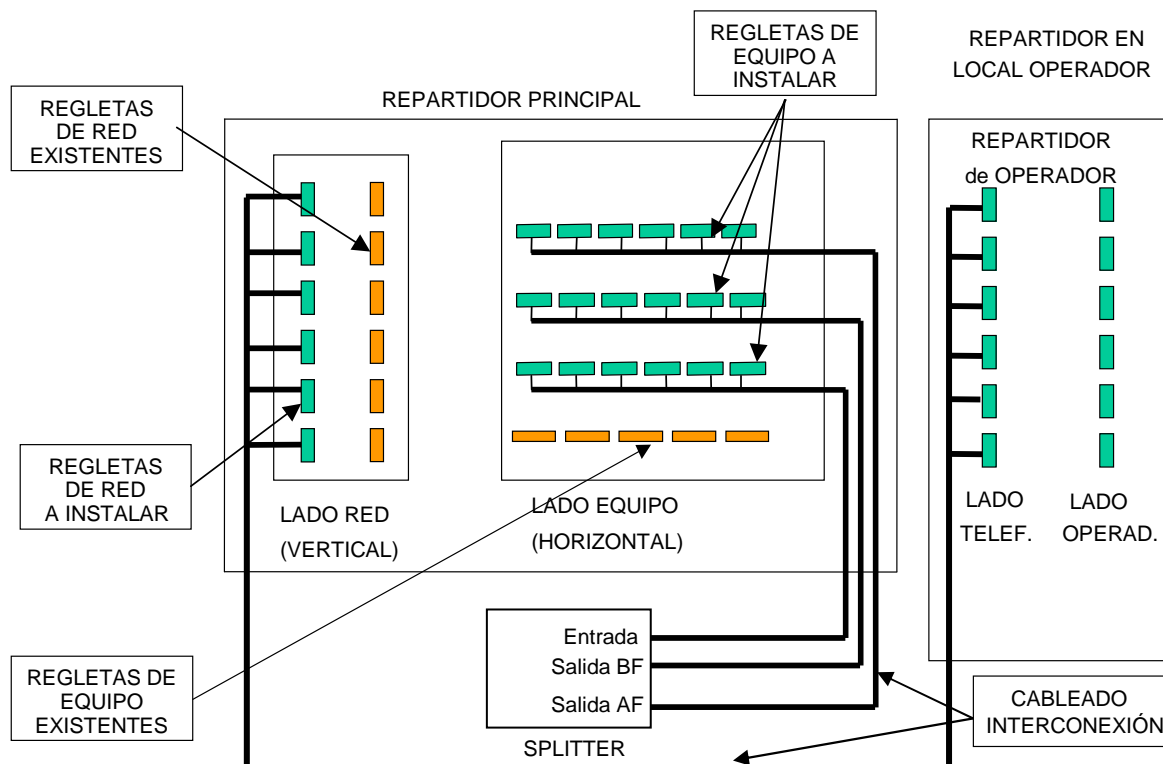 REGLETAS DE
EQUIPO A
INSTALAR
REPARTIDOR EN
LOCAL OPERADOR
REGLETAS
DE RED
EXISTENTES
REPARTIDOR PRINCIPAL
REPARTIDOR
de OPERADOR
REGLETAS
DE RED
A INSTALAR
LADO RED
(VERTICAL)
LADO EQUIPO
(HORIZONTAL)
LADO
TELEF.
LADO
OPERAD.
REGLETAS DE
EQUIPO
EXISTENTES
Entrada
Salida BF
Salida AF
SPLITTER
CABLEADO
INTERCONEXIÓN